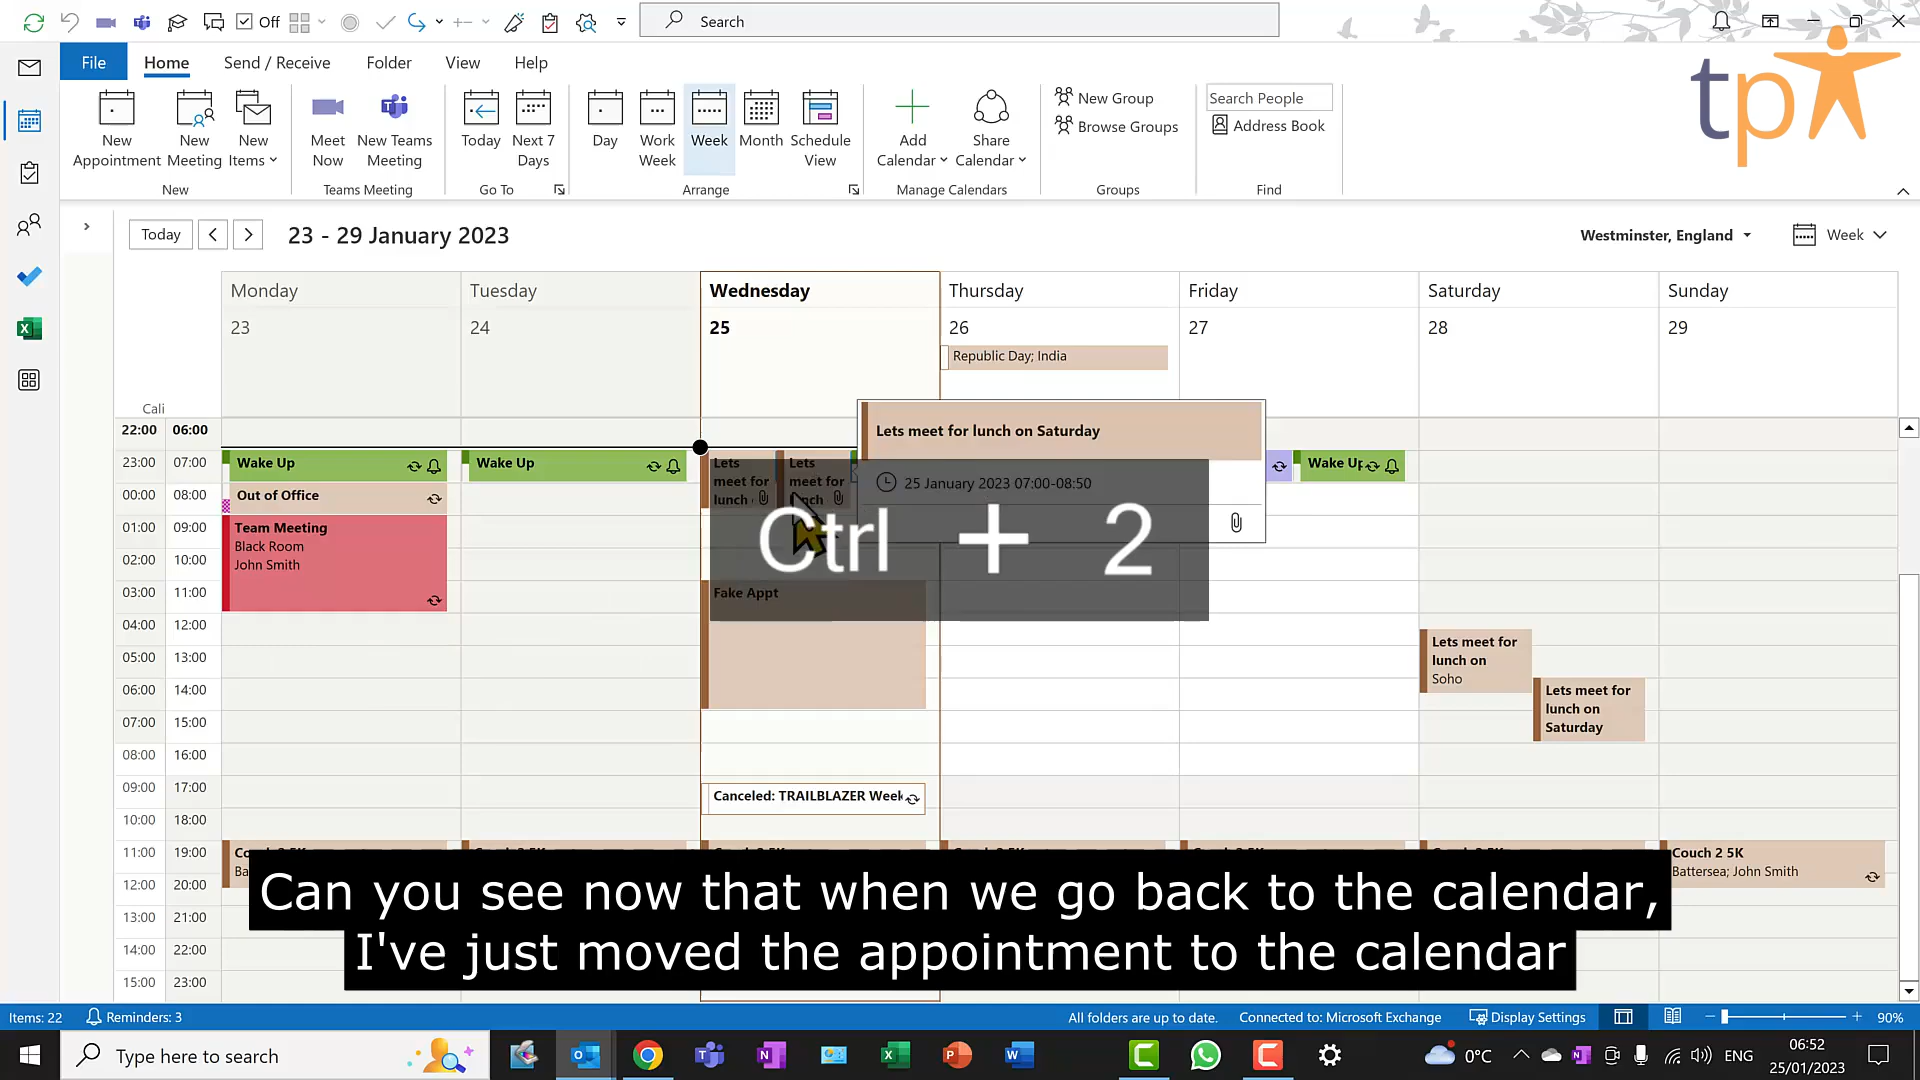 Off
Search
File
Home
Send / Receive
Folder
View
Help
tp
New Appointment
New Meeting
New Items
Meet Now
New Teams Meeting
Today
Next 7 Days
Day
Work Week
Week
Month
Schedule View
Add Calendar
Share Calendar
New Group
Browse Groups
Search People
Address Book
New
Teams Meeting
Go To
Arrange
Manage Calendars
Groups
Find
Today
23 - 29 January 2023
Westminster, England
Week
Monday
Tuesday
Wednesday
Thursday
Friday
Saturday
Sunday
23
24
25
26
27
28
29
Republic Day; India
Cali
22:00 06:00
23:00 07:00
00:00 08:00
01:00 09:00
02:00 10:00
03:00 11:00
04:00 12:00
05:00 13:00
06:00 14:00
07:00 15:00
08:00 16:00
09:00 17:00
10:00 18:00
11:00 19:00
12:00 20:00
13:00 21:00
14:00 22:00
15:00 23:00
Wake Up
Out of Office
Team Meeting
Black Room
John Smith
Wake Up
Lets
meet for
lunch
Lets
meet for
lunch
Lets meet for lunch on Saturday
25 January 2023 07:00-08:50
Ctrl + 2
Fake Appt
Wake Up
Lets meet for
lunch on
Soho
Lets meet for
lunch on
Saturday
Canceled: TRAILBLAZER Week
Couch 2 5K
Battersea; John Smith
Can you see now that when we go back to the calendar,
I've just moved the appointment to the calendar
Items: 22
Reminders: 3
All folders are up to date.
Connected to: Microsoft Exchange
Display Settings
90%
Type here to search
0°C
ENG
06:52
25/01/2023